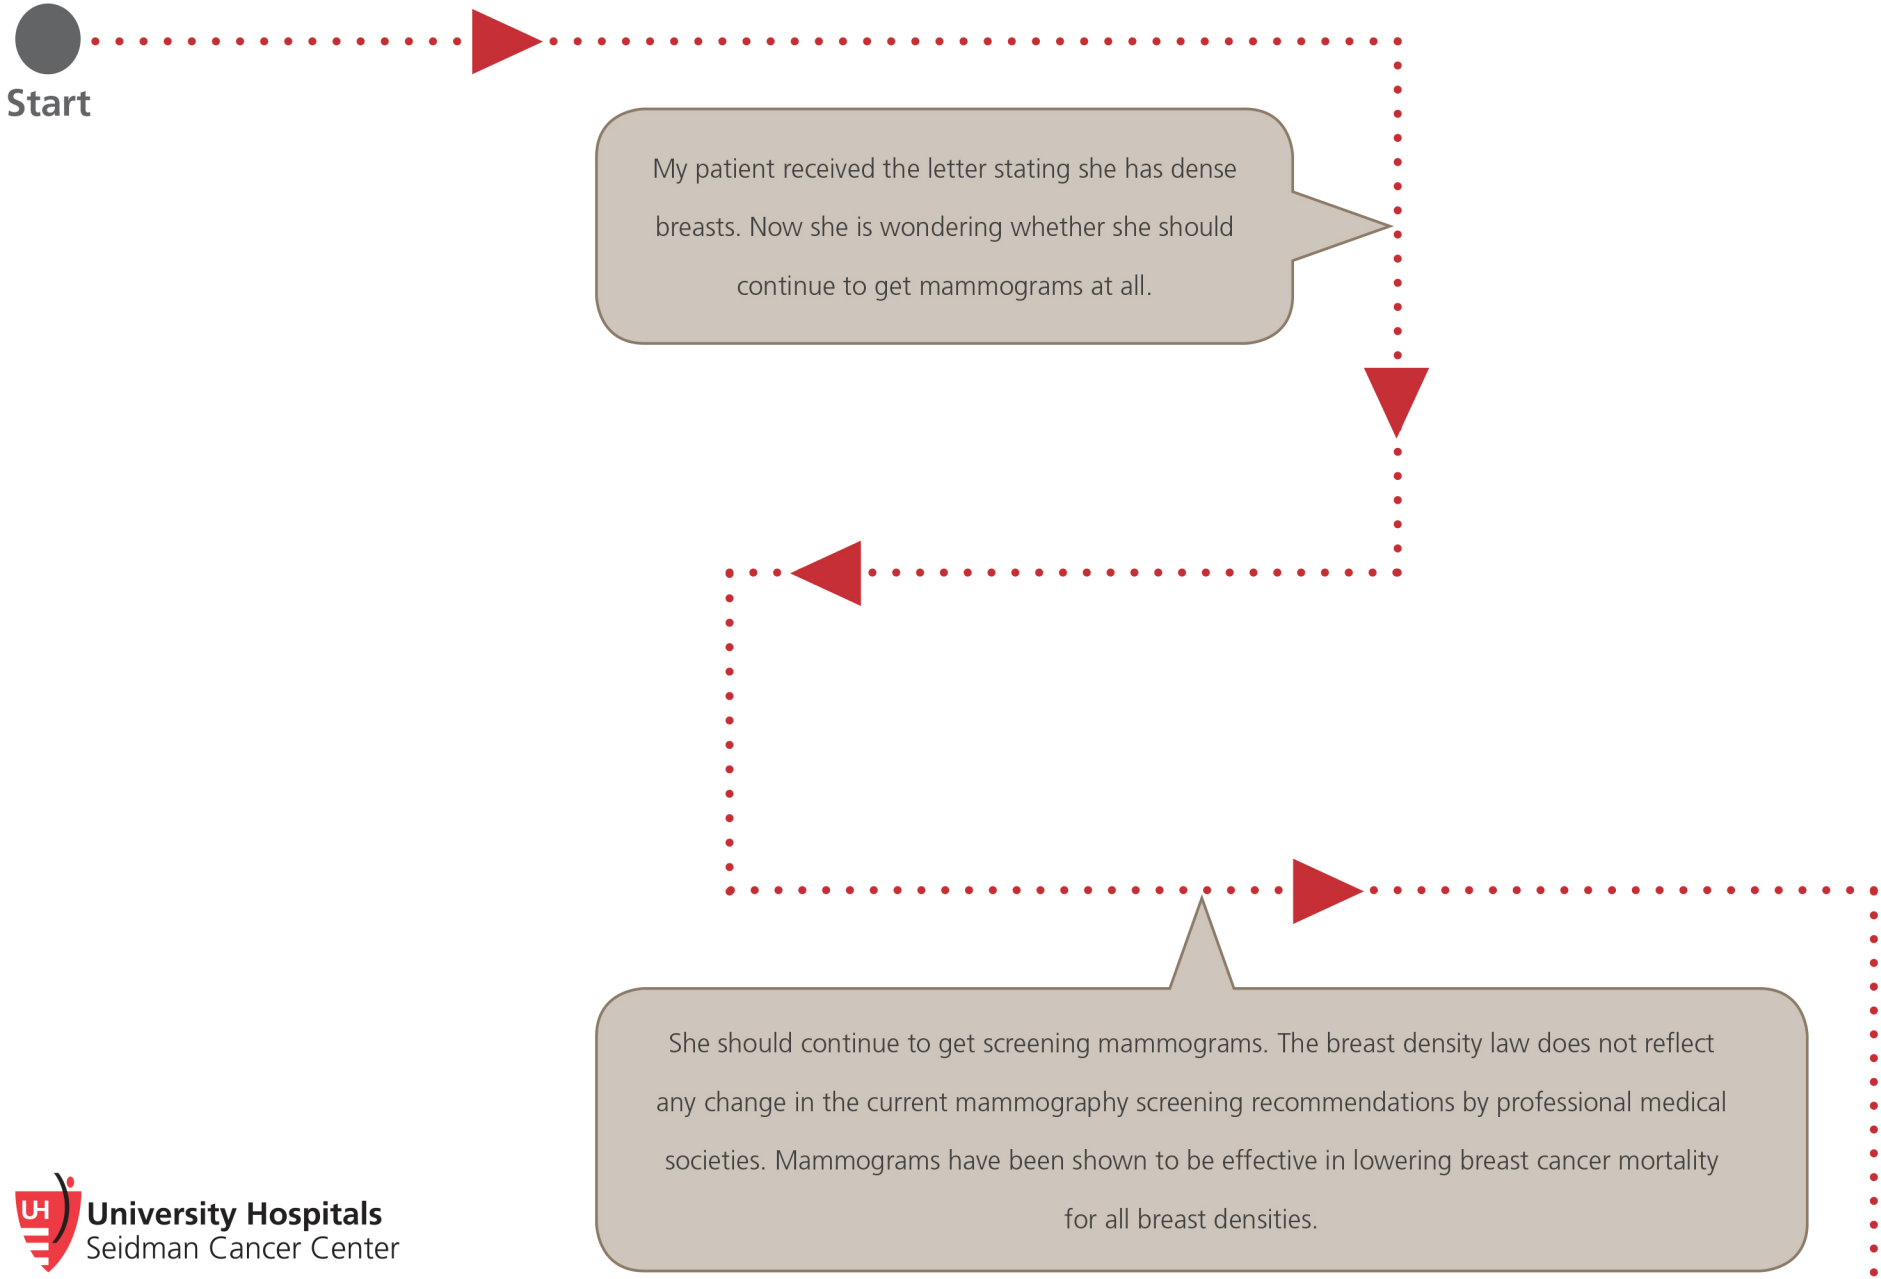 Start
My patient received the letter stating she has dense
breasts. Now she is wondering whether she should
continue to get mammograms at all.
She should continue to get screening mammograms. The breast density law does not reflect
any change in the current mammography screening recommendations by professional medical
societies. Mammograms have been shown to be effective in lowering breast cancer mortality
for all breast densities.
UH
University Hospitals
Seidman Cancer Center